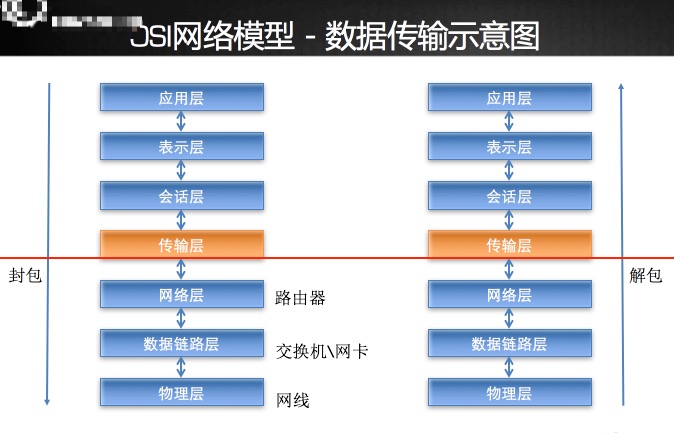 OSI网络模型 - 数据传输示意图
应用层 应用层
表示层 表示层
会话层 会话层
传输层 传输层
封包 解包
网络层 路由器 网络层
数据链路层 交换机\网卡 数据链路层
物理层 网线 物理层